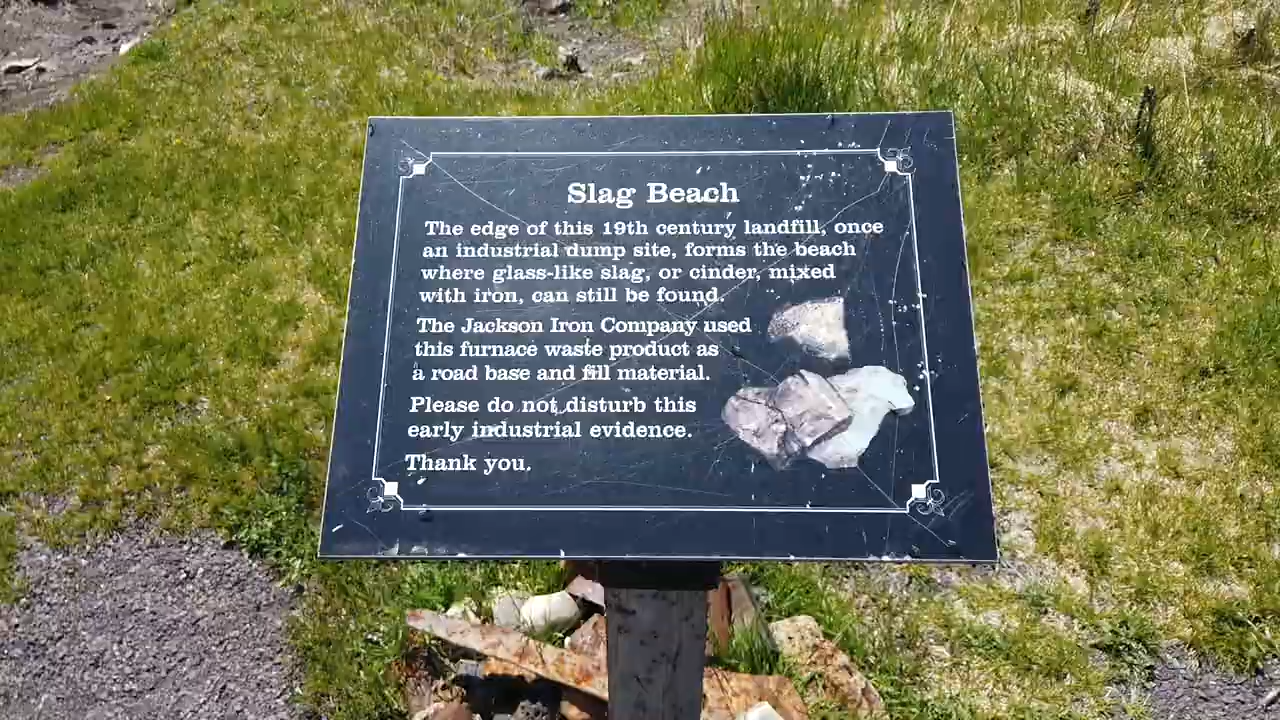 Slag Beach
The edge of this 19th century landfill, once
an industrial dump site, forms the beach
where glass-like slag, or cinder, mixed
with iron, can still be found.
The Jackson Iron Company used
this furnace waste product as
a road base and fill material.
Please do not disturb this
early industrial evidence.
Thank you.